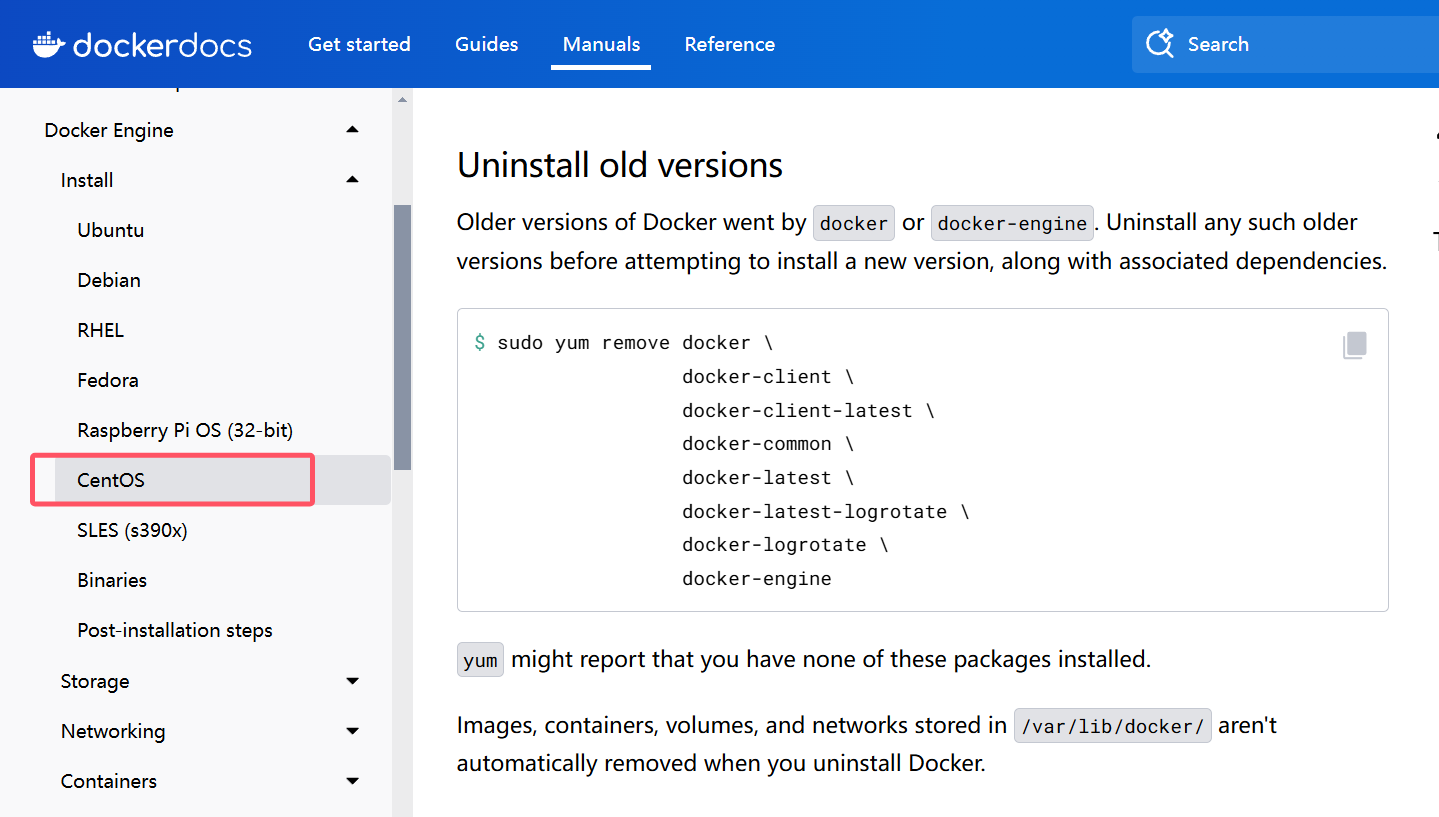 dockerdocs
Get started
Guides
Manuals
Reference
Search
Docker Engine
Install
Ubuntu
Debian
RHEL
Fedora
Raspberry Pi OS (32-bit)
CentOS
SLES (s390x)
Binaries
Post-installation steps
Storage
Networking
Containers
Uninstall old versions
Older versions of Docker went by docker or docker-engine. Uninstall any such older
versions before attempting to install a new version, along with associated dependencies.
$ sudo yum remove docker \
docker-client \
docker-client-latest \
docker-common \
docker-latest \
docker-latest-logrotate \
docker-logrotate \
docker-engine
yum might report that you have none of these packages installed.
Images, containers, volumes, and networks stored in /var/lib/docker/ aren't
automatically removed when you uninstall Docker.